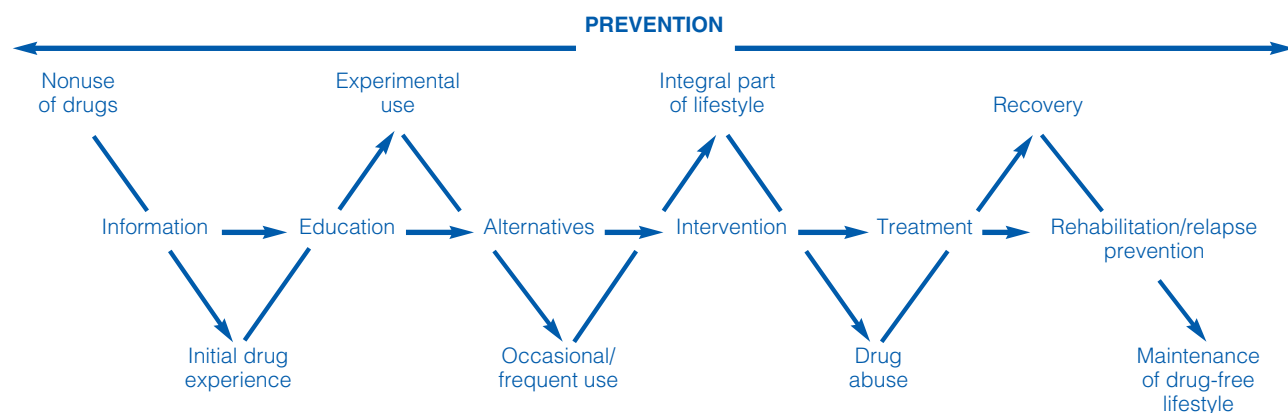 PREVENTION
Nonuse
of drugs
Experimental
use
Integral part
of lifestyle
Recovery
Information
Education
Alternatives
Intervention
Treatment
Rehabilitation/relapse
prevention
Initial drug
experience
Occasional/
frequent use
Drug
abuse
Maintenance
of drug-free
lifestyle